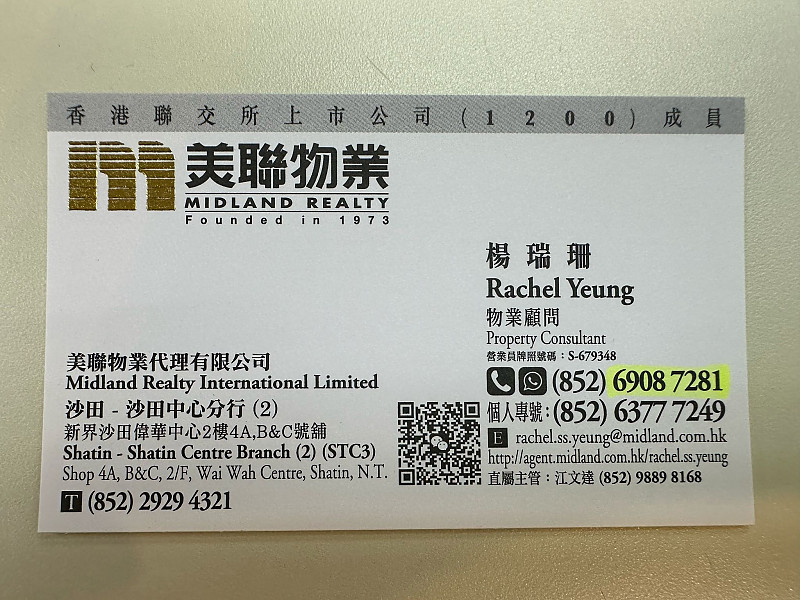 香港聯交所上市公司(1200)成員
美聯物業
MIDLAND REALTY
Founded in 1973
楊瑞珊
Rachel Yeung
物業顧問
Property Consultant
營業員牌照號碼：S-679348
(852) 6908 7281
個人專號：(852) 6377 7249
E rachel.ss.yeung@midland.com.hk
http://agent.midland.com.hk/rachel.ss.yeung
直屬主管：江文達 (852) 9889 8168
美聯物業代理有限公司
Midland Realty International Limited
沙田 - 沙田中心分行 (2)
新界沙田偉華中心2樓4A,B&C號舖
Shatin - Shatin Centre Branch (2) (STC3)
Shop 4A, B&C, 2/F, Wai Wah Centre, Shatin, N.T.
T (852) 2929 4321